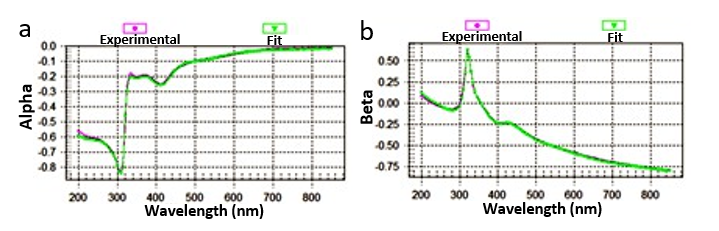 a
Experimental Fit
0.0
-0.1
-0.2
-0.3
-0.4
-0.5
-0.6
-0.7
-0.8
Alpha
200 300 400 500 600 700 800
Wavelength (nm)
b
Experimental Fit
0.50
0.25
0.00
-0.25
-0.50
-0.75
Beta
200 300 400 500 600 700 800
Wavelength (nm)